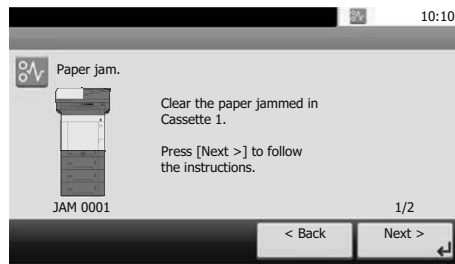 10:10
Paper jam.
Clear the paper jammed in
Cassette 1.
Press [Next >] to follow
the instructions.
JAM 0001
1/2
< Back
Next >